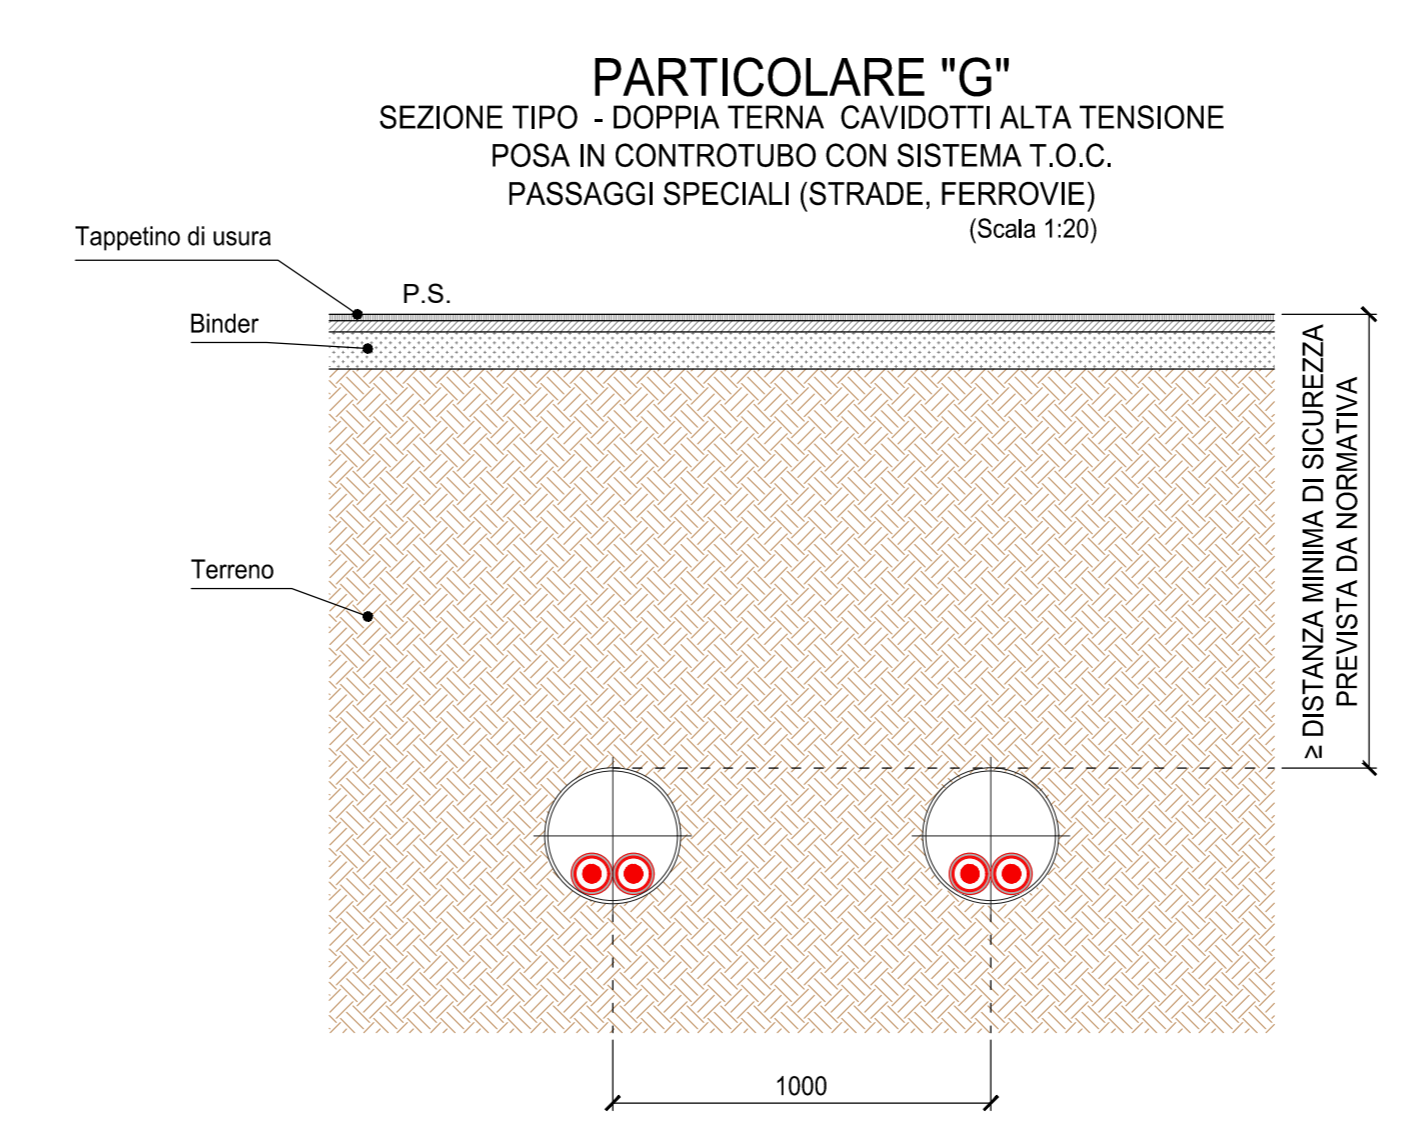 PARTICOLARE "G"
SEZIONE TIPO - DOPPIA TERNA CAVIDOTTI ALTA TENSIONE
POSA IN CONTROTUBO CON SISTEMA T.O.C.
PASSAGGI SPECIALI (STRADE, FERROVIE)
(Scala 1:20)
Tappetino di usura
P.S.
Binder
Terreno
≥ DISTANZA MINIMA DI SICUREZZA
PREVISTA DA NORMATIVA
1000